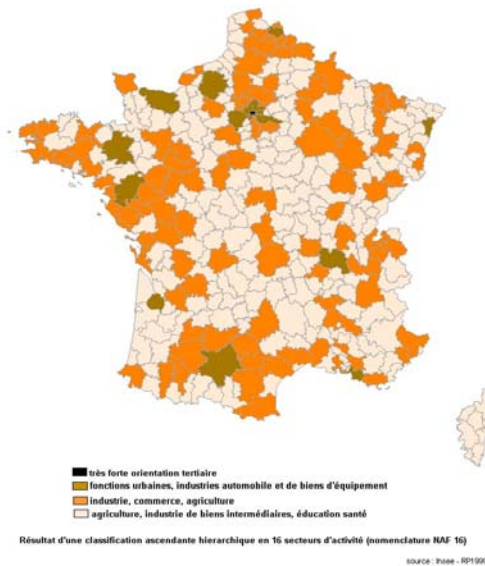 très forte orientation tertiaire
fonctions urbaines, industries automobile et de biens d'équipement
industrie, commerce, agriculture
agriculture, industrie de biens intermédiaires, éducation santé
Résultat d'une classification ascendante hierarchique en 16 secteurs d'activité (nomenclature NAF 16)
source : Insee - RP1999